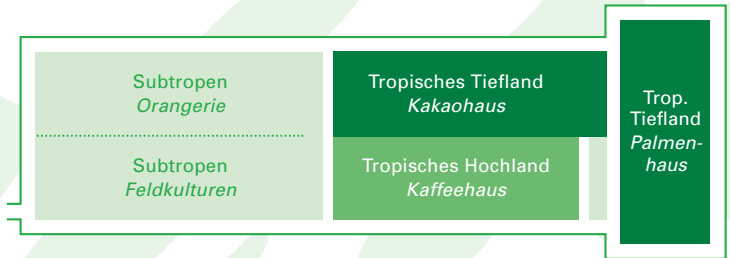 Subtropen
Orangerie
Tropisches Tiefland
Kakaohaus
Subtropen
Feldkulturen
Tropisches Hochland
Kaffeehaus
Trop.
Tiefland
Palmen-
haus